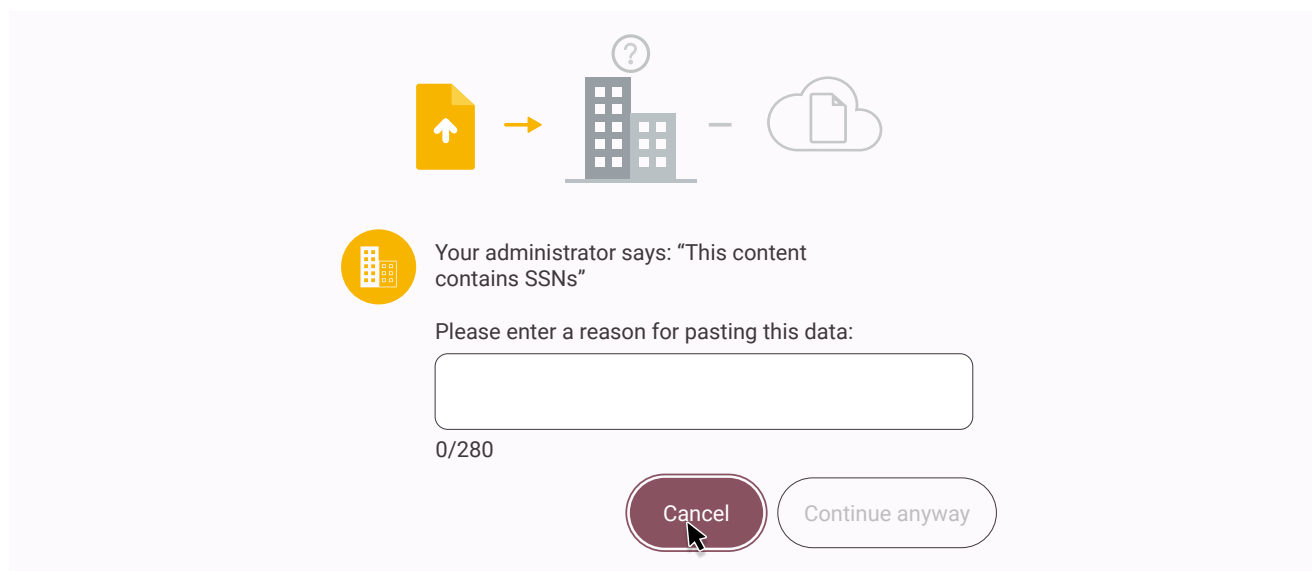 ?
Your administrator says: “This content
contains SSNs”
Please enter a reason for pasting this data:
0/280
Cancel
Continue anyway